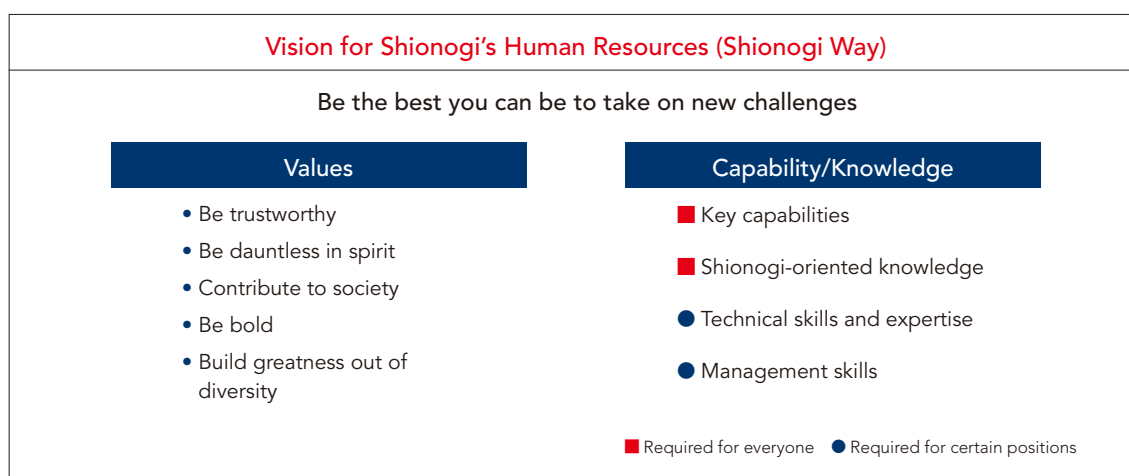 Vision for Shionogi’s Human Resources (Shionogi Way)
Be the best you can be to take on new challenges
Values
• Be trustworthy
• Be dauntless in spirit
• Contribute to society
• Be bold
• Build greatness out of
diversity
Capability/Knowledge
■ Key capabilities
■ Shionogi-oriented knowledge
● Technical skills and expertise
● Management skills
■ Required for everyone ● Required for certain positions